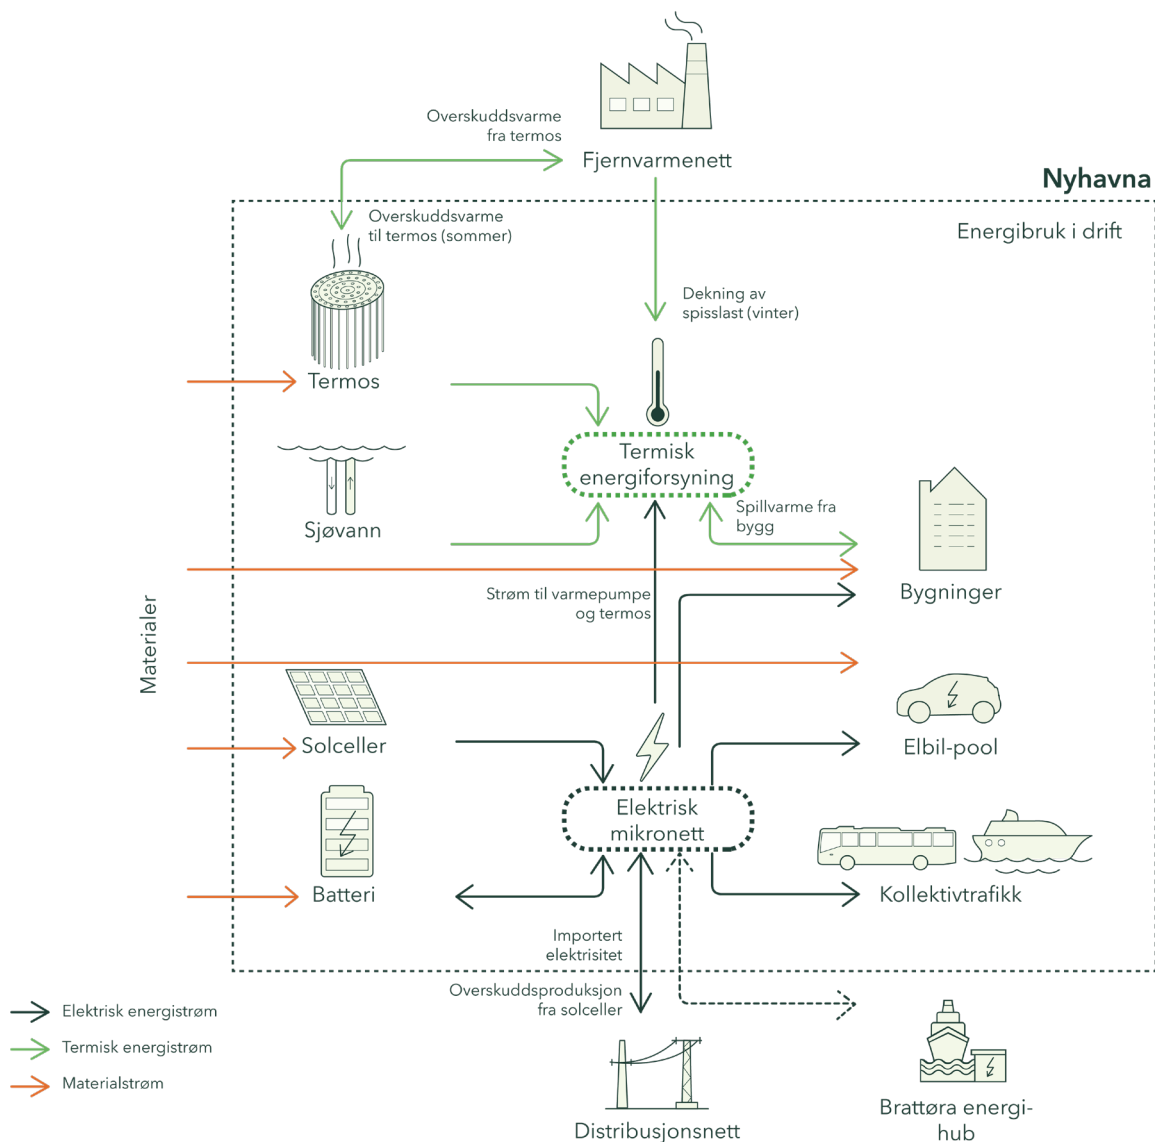 Overskuddsvarme
fra termos
Fjernvarmenett
Nyhavna
Overskuddsvarme
til termos (sommer)
Energibruk i drift
Dekning av
spisslast (vinter)
Termos
Termisk
energiforsyning
Sjøvann
Spillvarme fra
bygg
Bygninger
Strøm til varmepumpe
og termos
Materialer
Solceller
Elbil-pool
Elektrisk
mikronett
Batteri
Kollektivtrafikk
Importert
elektrisitet
Overskuddsproduksjon
fra solceller
Elektrisk energistrøm
Termisk energistrøm
Materialstrøm
Distribusjonsnett
Brattøra energi-
hub